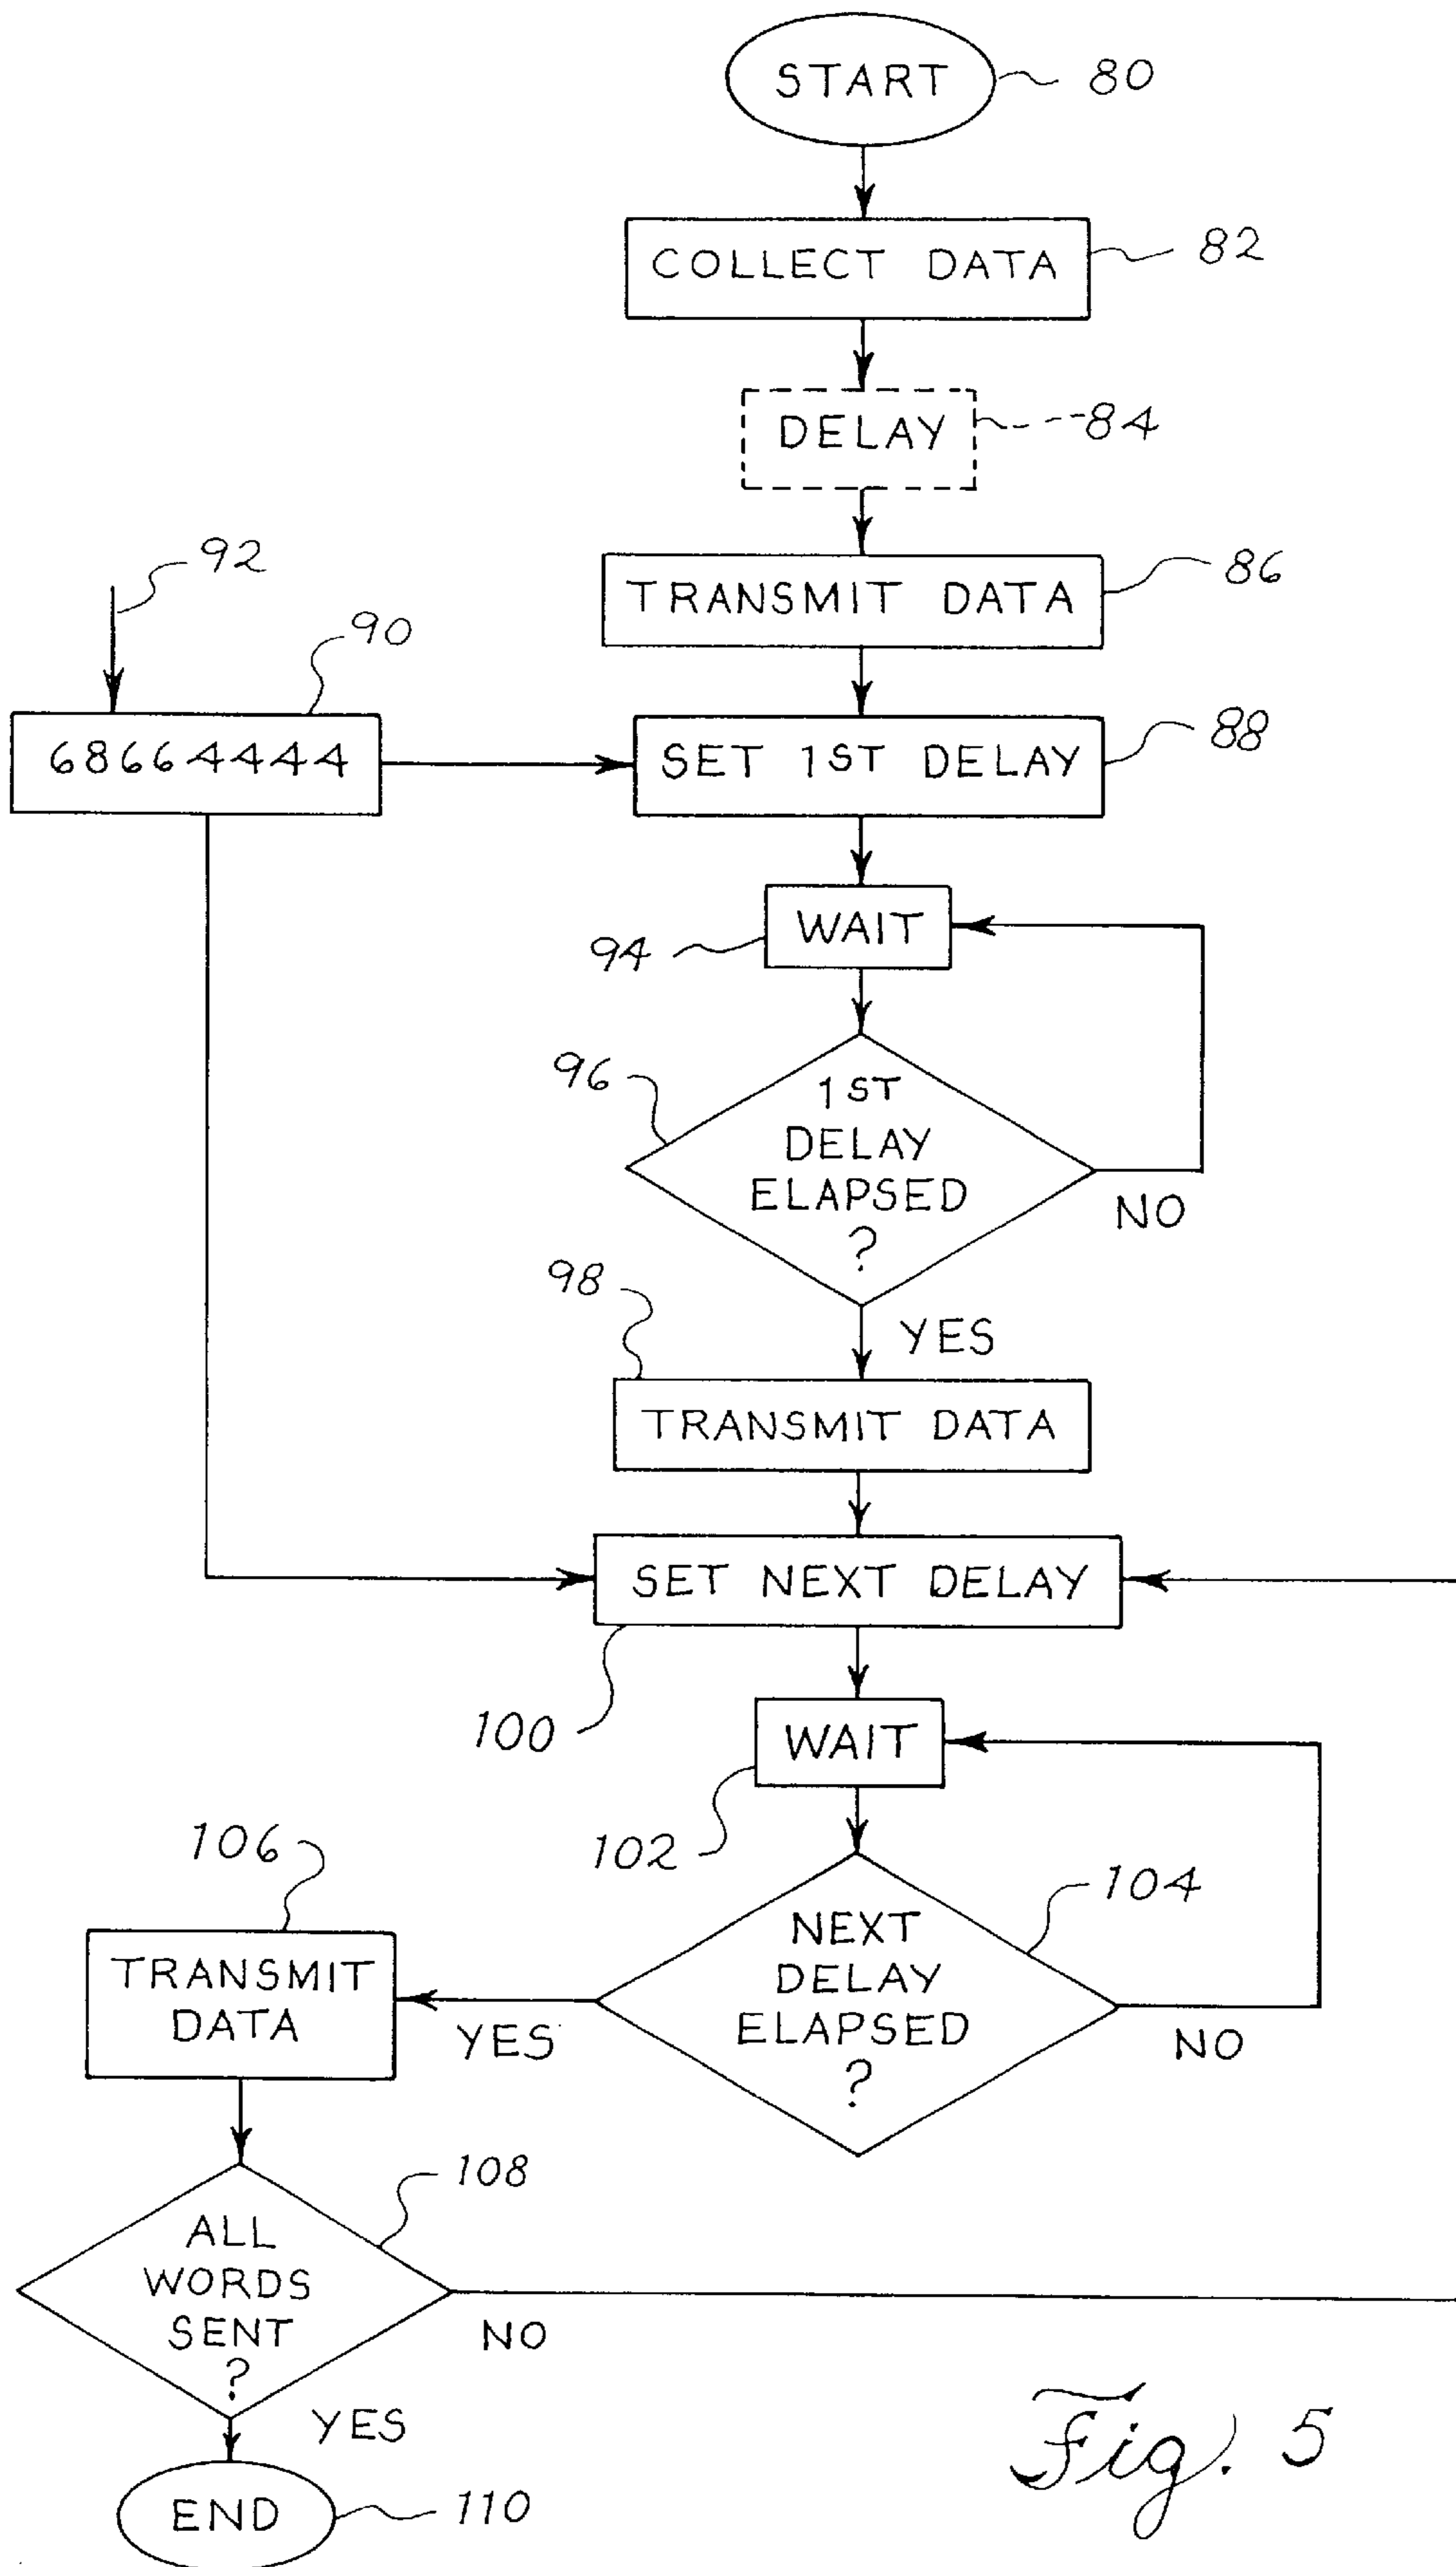 START
80
COLLECT DATA
82
DELAY
84
TRANSMIT DATA
86
92
90
68664444
SET 1ST DELAY
88
WAIT
94
96
1ST
DELAY
ELAPSED
?
NO
YES
98
TRANSMIT DATA
SET NEXT DELAY
100
WAIT
102
104
NEXT
DELAY
ELAPSED
?
NO
YES
106
TRANSMIT
DATA
108
ALL
WORDS
SENT
?
NO
YES
END
110
Fig. 5